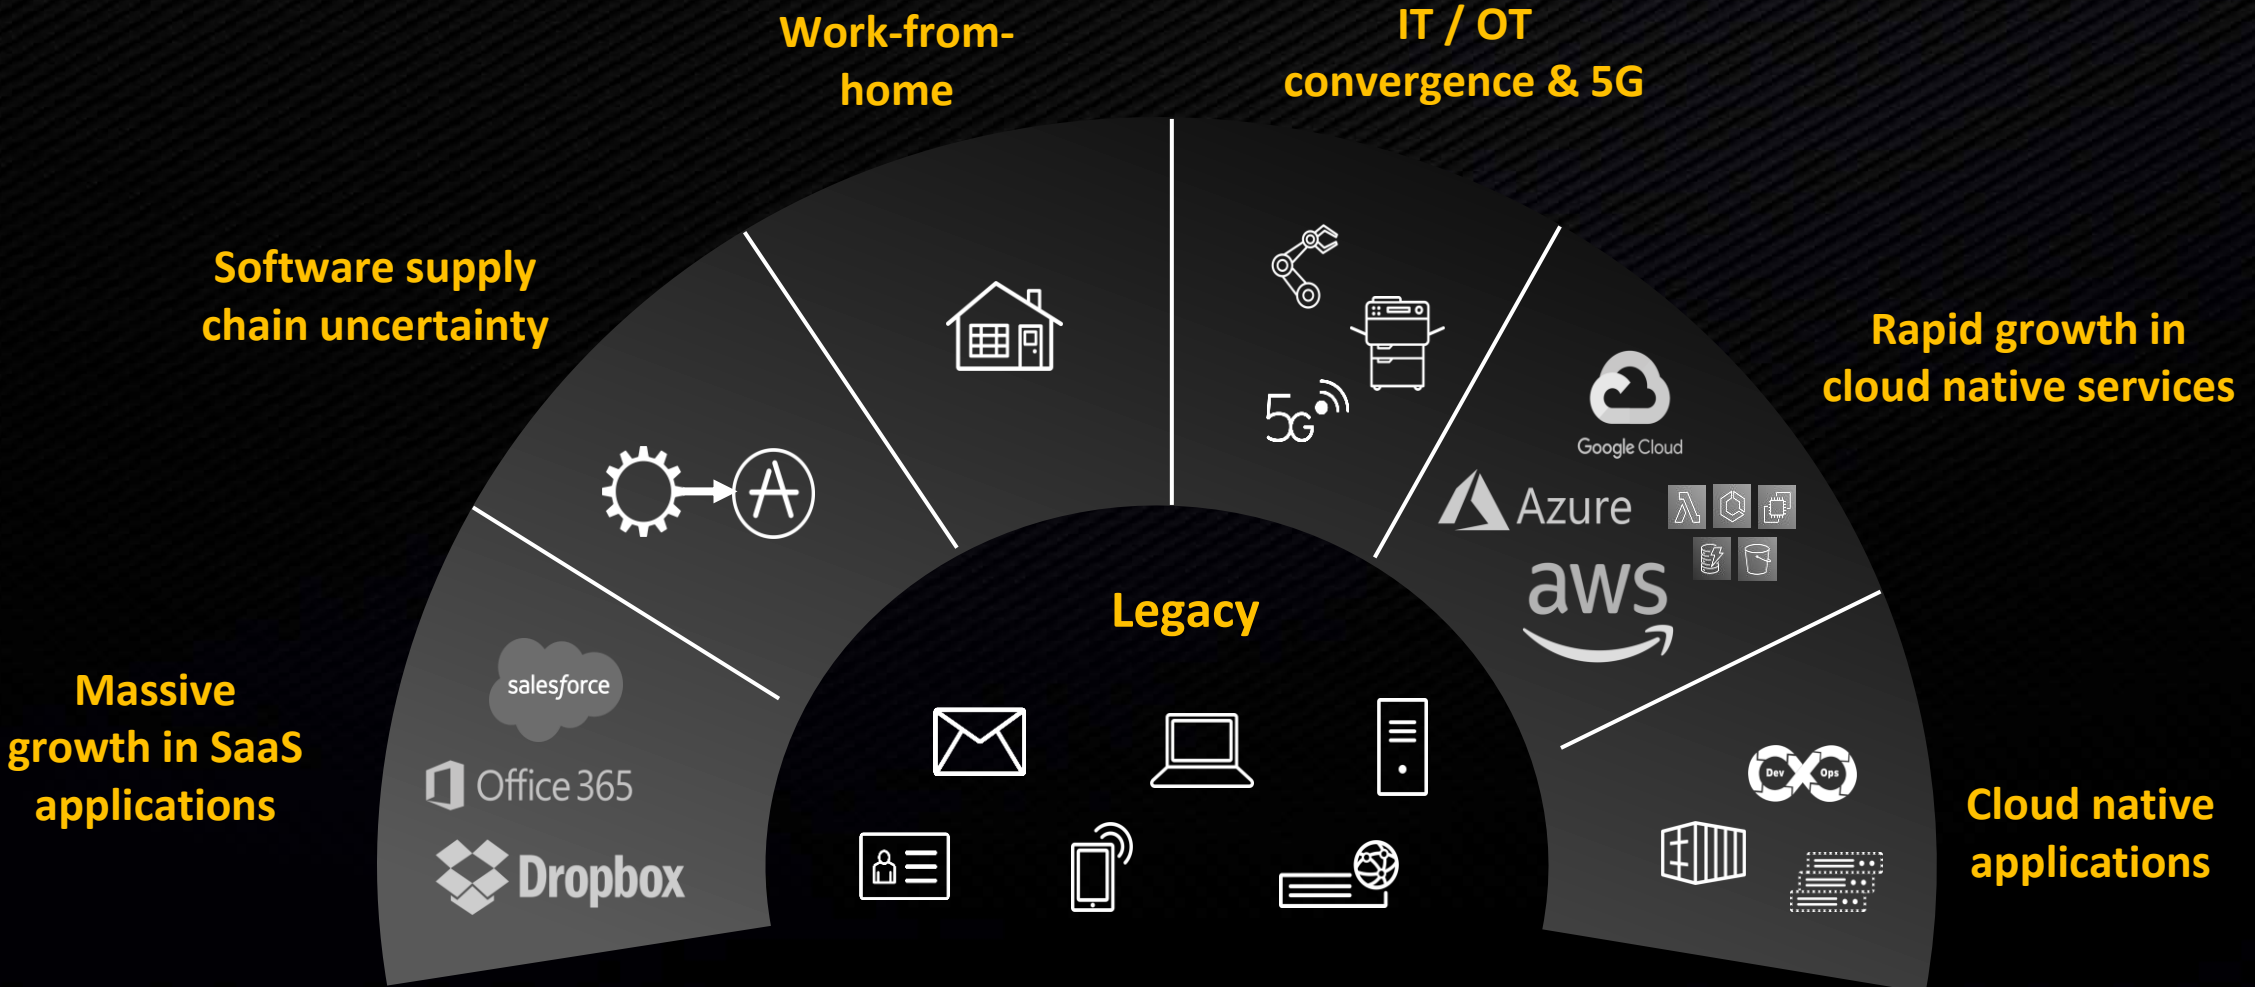 Work-from-
home
IT / OT
convergence & 5G
Software supply
chain uncertainty
Rapid growth in
cloud native services
5G
Google Cloud
Azure
aws
Legacy
Massive
growth in SaaS
applications
salesforce
Office 365
Dropbox
Dev Ops
Cloud native
applications